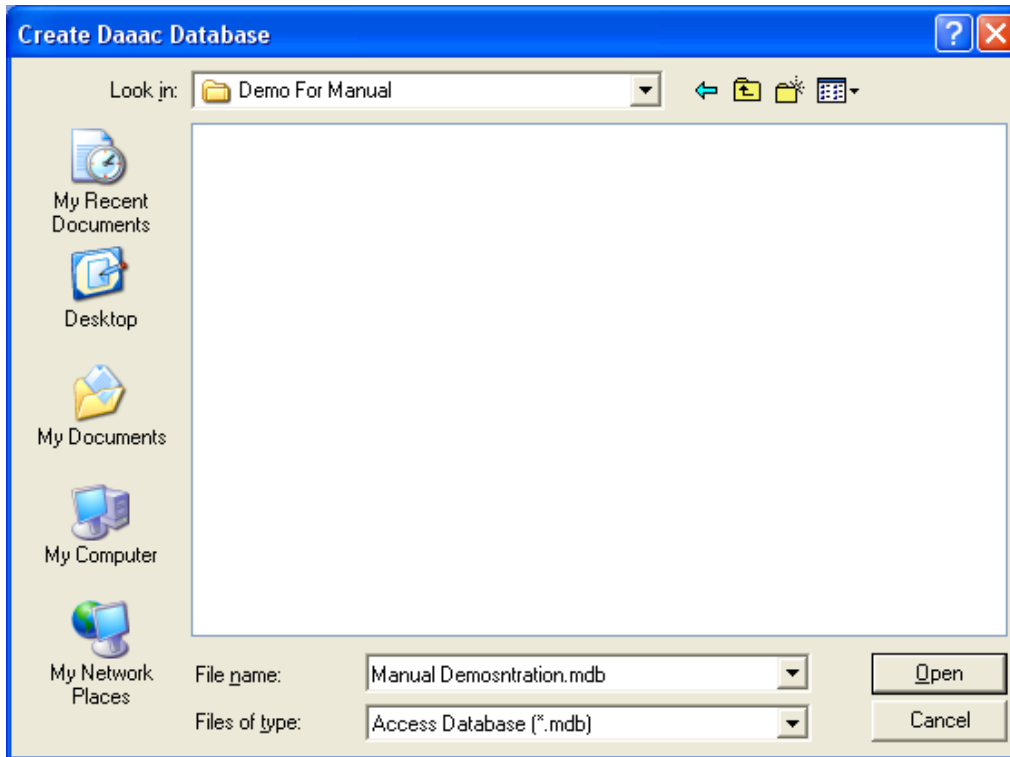 Create Daaac Database
Look in:
Demo For Manual
My Recent
Documents
Desktop
My Documents
My Computer
My Network
Places
File name:
Manual Demosntration.mdb
Open
Files of type:
Access Database (*.mdb)
Cancel